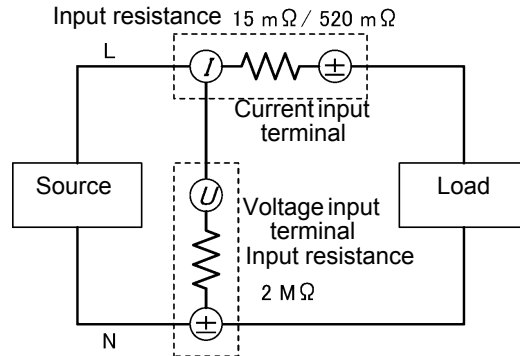 Input resistance 15 mΩ / 520 mΩ
L
I
±
Current input
terminal
Source
U
Voltage input
terminal
Input resistance
2 MΩ
Load
N
±